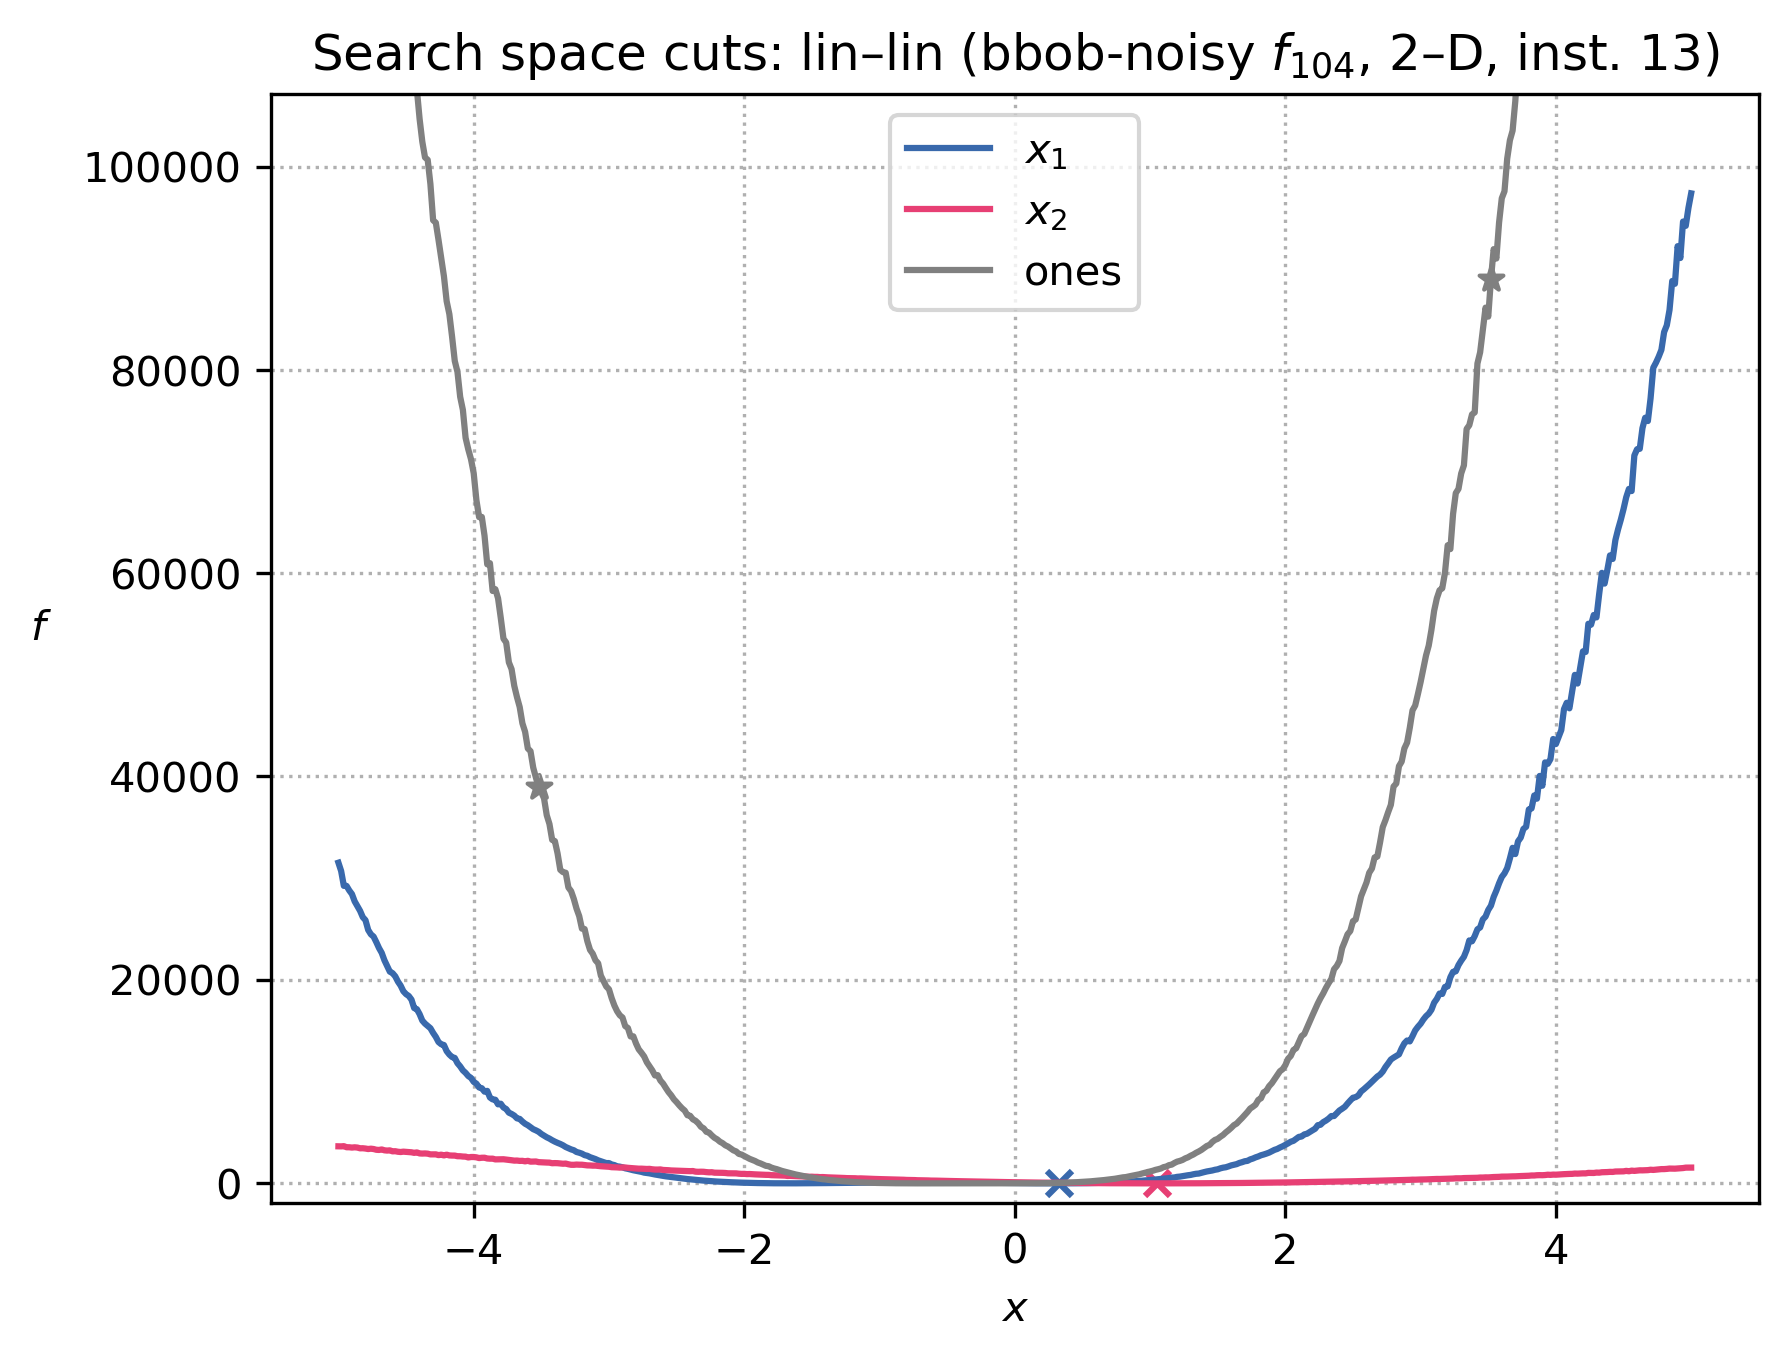 Search space cuts: lin–lin (bbob-noisy f₁₀₄, 2–D, inst. 13)
x₁
x₂
ones
100000
80000
60000
40000
20000
0
f
−4 −2 0 2 4
x